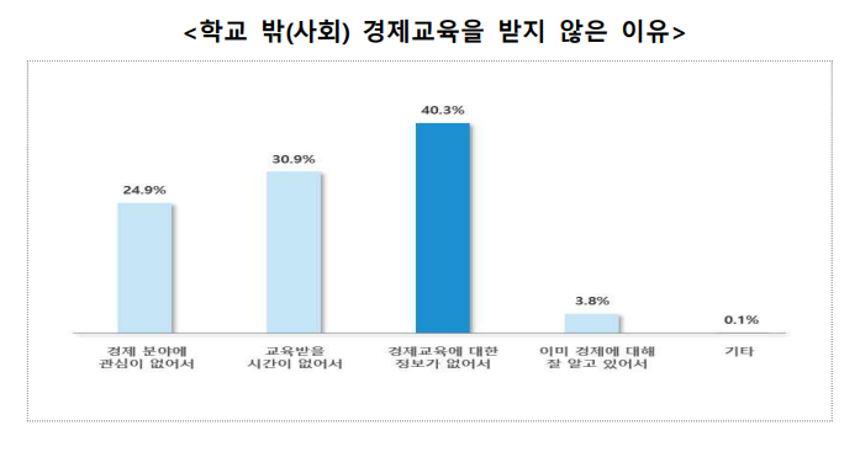 <학교 밖(사회) 경제교육을 받지 않은 이유>
40.3%
30.9%
24.9%
3.8%
0.1%
경제 분야에
관심이 없어서
교육받을
시간이 없어서
경제교육에 대한
정보가 없어서
이미 경제에 대해
잘 알고 있어서
기타